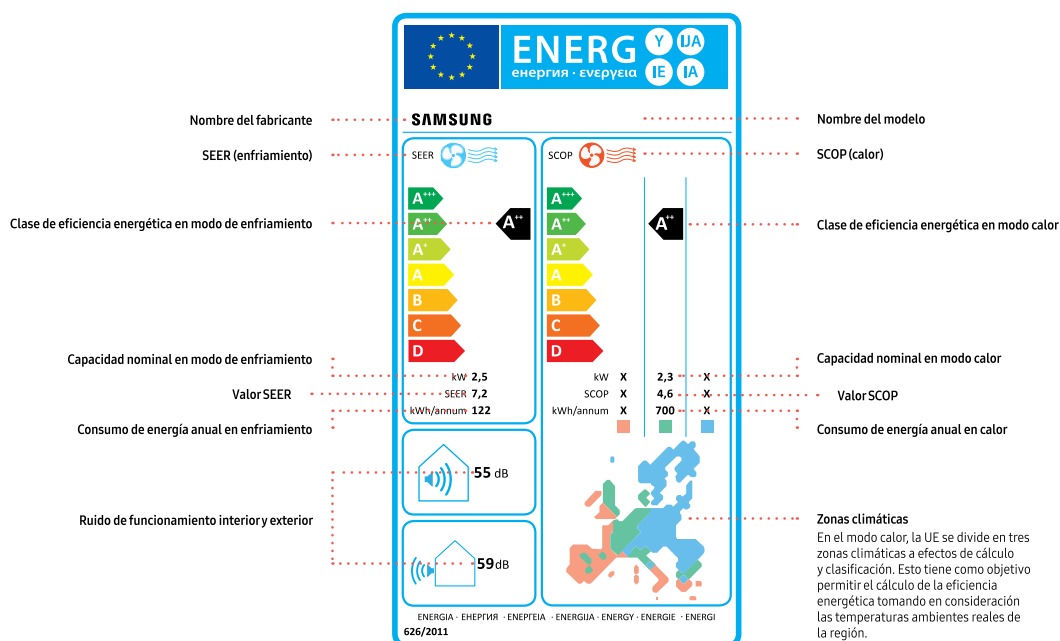 ENERG Y IJA
енергия · ενεργεια IE IA
Nombre del fabricante
SAMSUNG
Nombre del modelo
SEER (enfriamiento)
SEER
SCOP
SCOP (calor)
A+++
A+++
Clase de eficiencia energética en modo de enfriamiento
A++
A++
A++
A++
Clase de eficiencia energética en modo calor
A+
A+
A
A
B
B
C
C
D
D
Capacidad nominal en modo de enfriamiento
kW 2,5
kW X 2,3 X
Capacidad nominal en modo calor
Valor SEER
SEER 7,2
SCOP X 4,6 X
Valor SCOP
Consumo de energía anual en enfriamiento
kWh/annum 122
kWh/annum X 700 X
Consumo de energía anual en calor
55 dB
Ruido de funcionamiento interior y exterior
59 dB
Zonas climáticas
En el modo calor, la UE se divide en tres
zonas climáticas a efectos de cálculo
y clasificación. Esto tiene como objetivo
permitir el cálculo de la eficiencia
energética tomando en consideración
las temperaturas ambientes reales de
la región.
ENERGIA · ЕНЕРГИЯ · ΕΝΕΡΓΕΙΑ · ENERGIJA · ENERGY · ENERGIE · ENERGI
626/2011